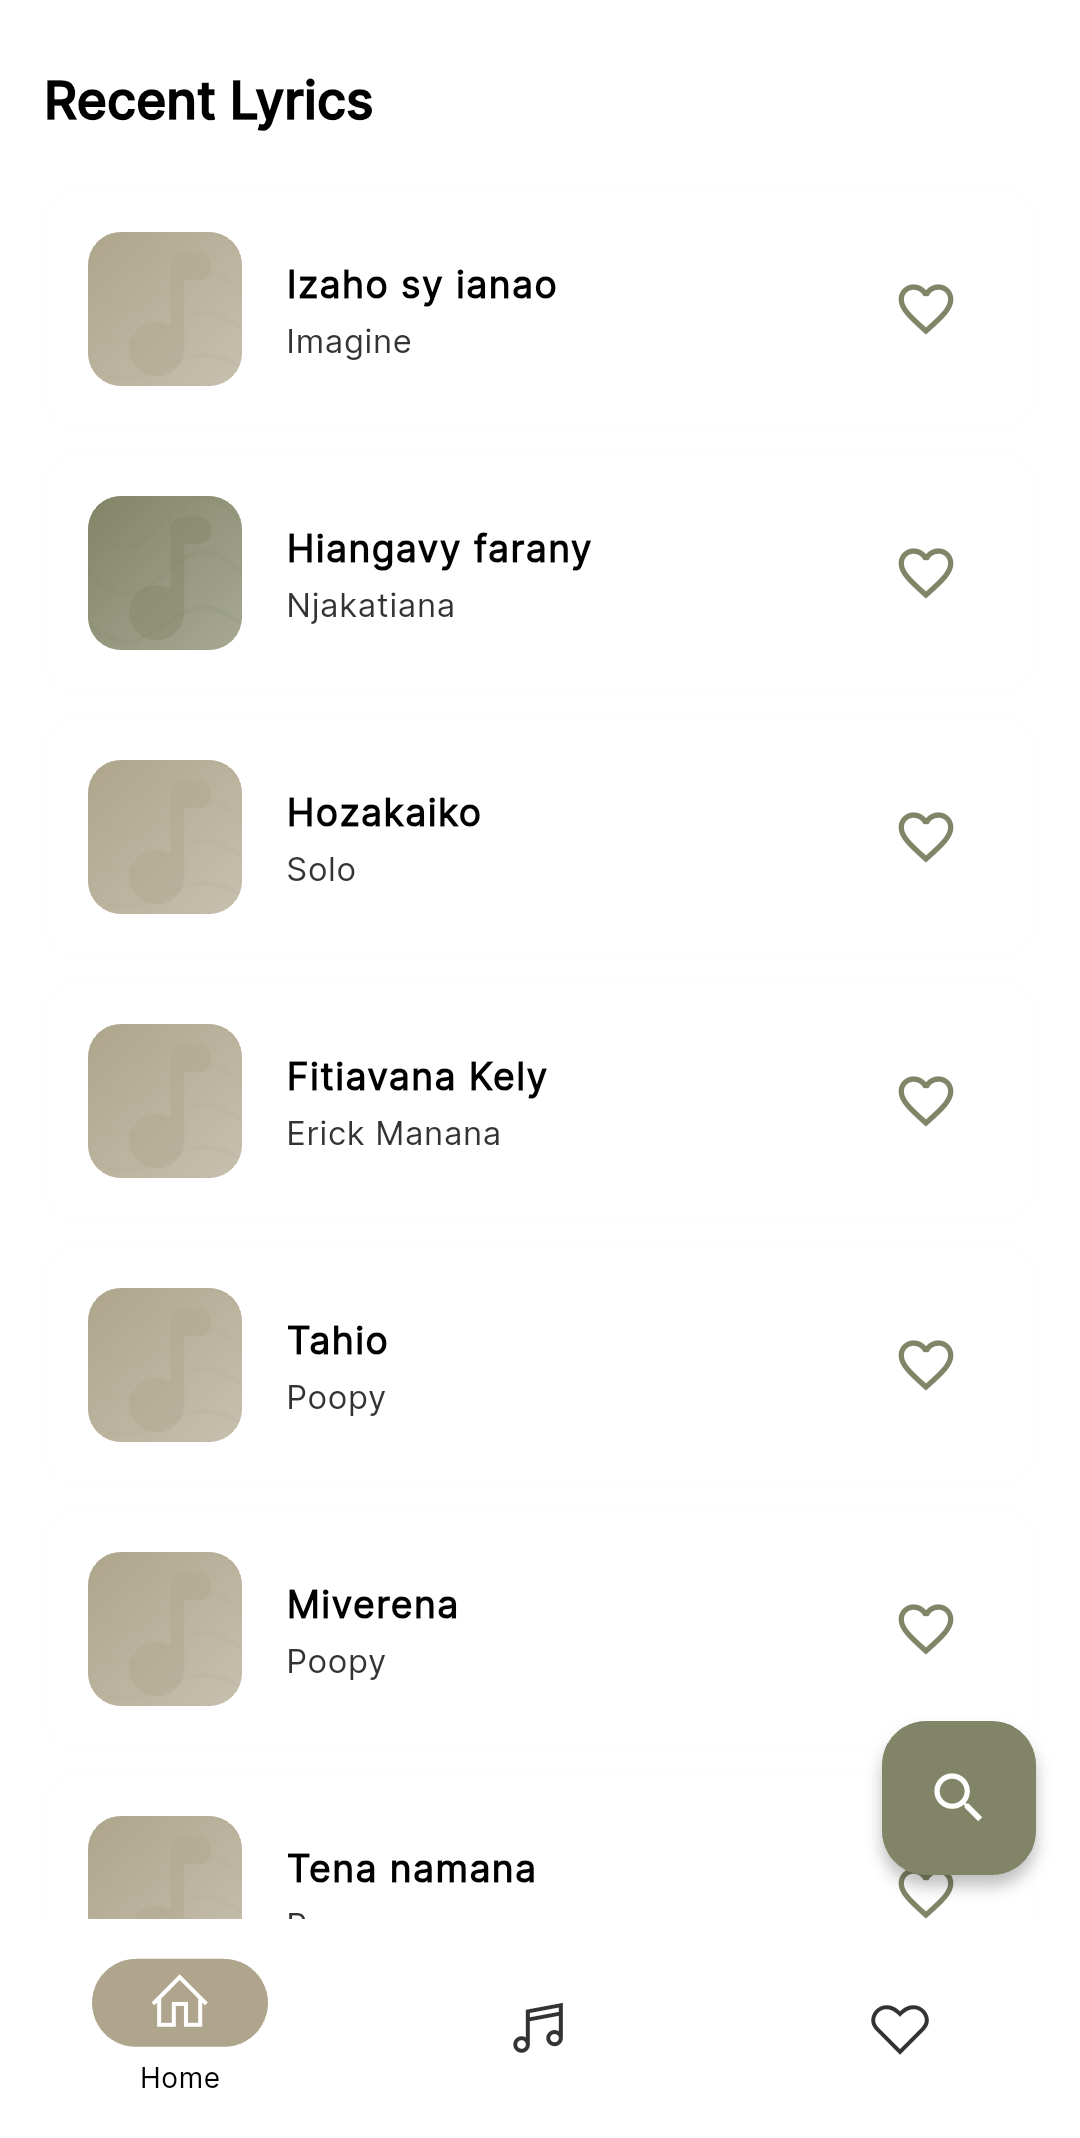 Recent Lyrics
Izaho sy ianao
Imagine
Hiangavy farany
Njakatiana
Hozakaiko
Solo
Fitiavana Kely
Erick Manana
Tahio
Poopy
Miverena
Poopy
Tena namana
Home